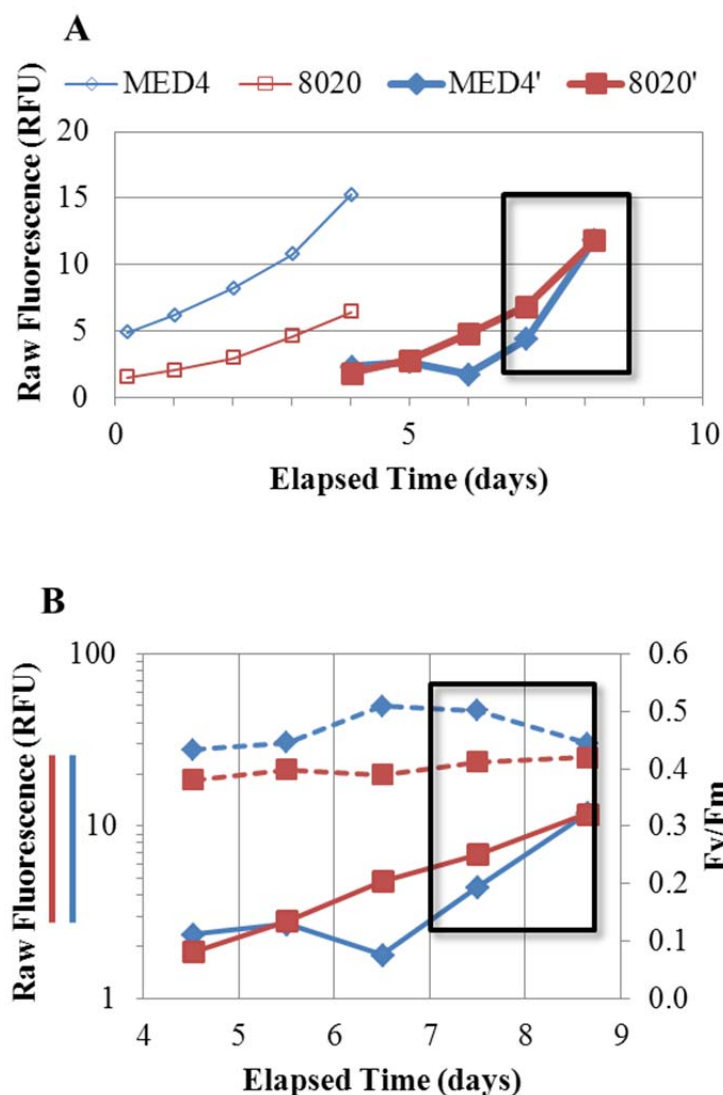 A
MED4 8020 MED4' 8020'
Raw Fluorescence (RFU)
20
15
10
5
0
0 5 10
Elapsed Time (days)
B
Raw Fluorescence (RFU)
100
10
1
0.6
0.5
0.4
0.3
0.2
0.1
0.0
Fv/Fm
4 5 6 7 8 9
Elapsed Time (days)